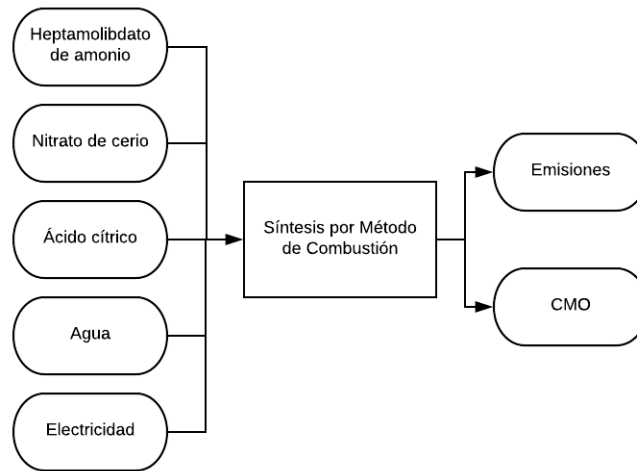 Heptamolibdato
de amonio
Nitrato de cerio
Ácido cítrico
Agua
Electricidad
Síntesis por Método
de Combustión
Emisiones
CMO